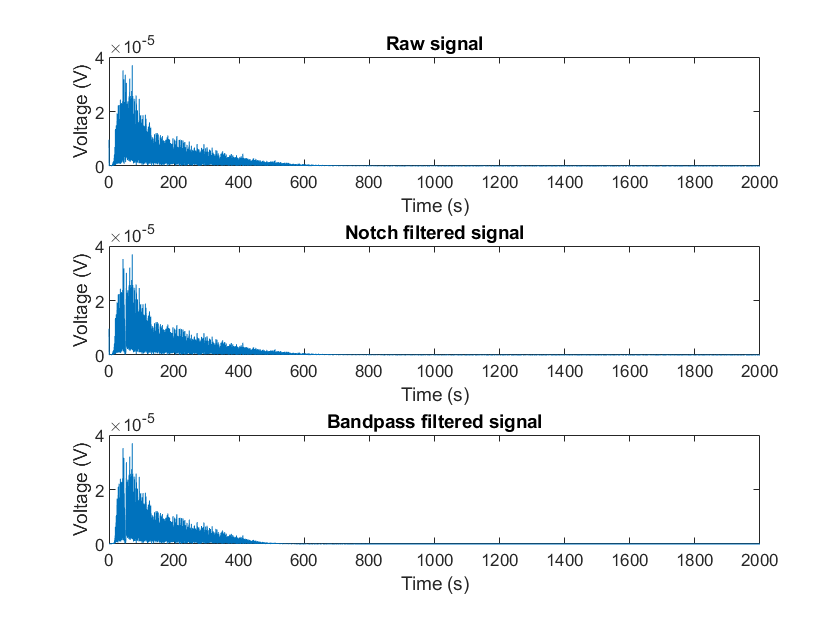 Raw signal
×10-5
4
2
0
Voltage (V)
0 200 400 600 800 1000 1200 1400 1600 1800 2000
Time (s)
Notch filtered signal
×10-5
4
2
0
Voltage (V)
0 200 400 600 800 1000 1200 1400 1600 1800 2000
Time (s)
Bandpass filtered signal
×10-5
4
2
0
Voltage (V)
0 200 400 600 800 1000 1200 1400 1600 1800 2000
Time (s)